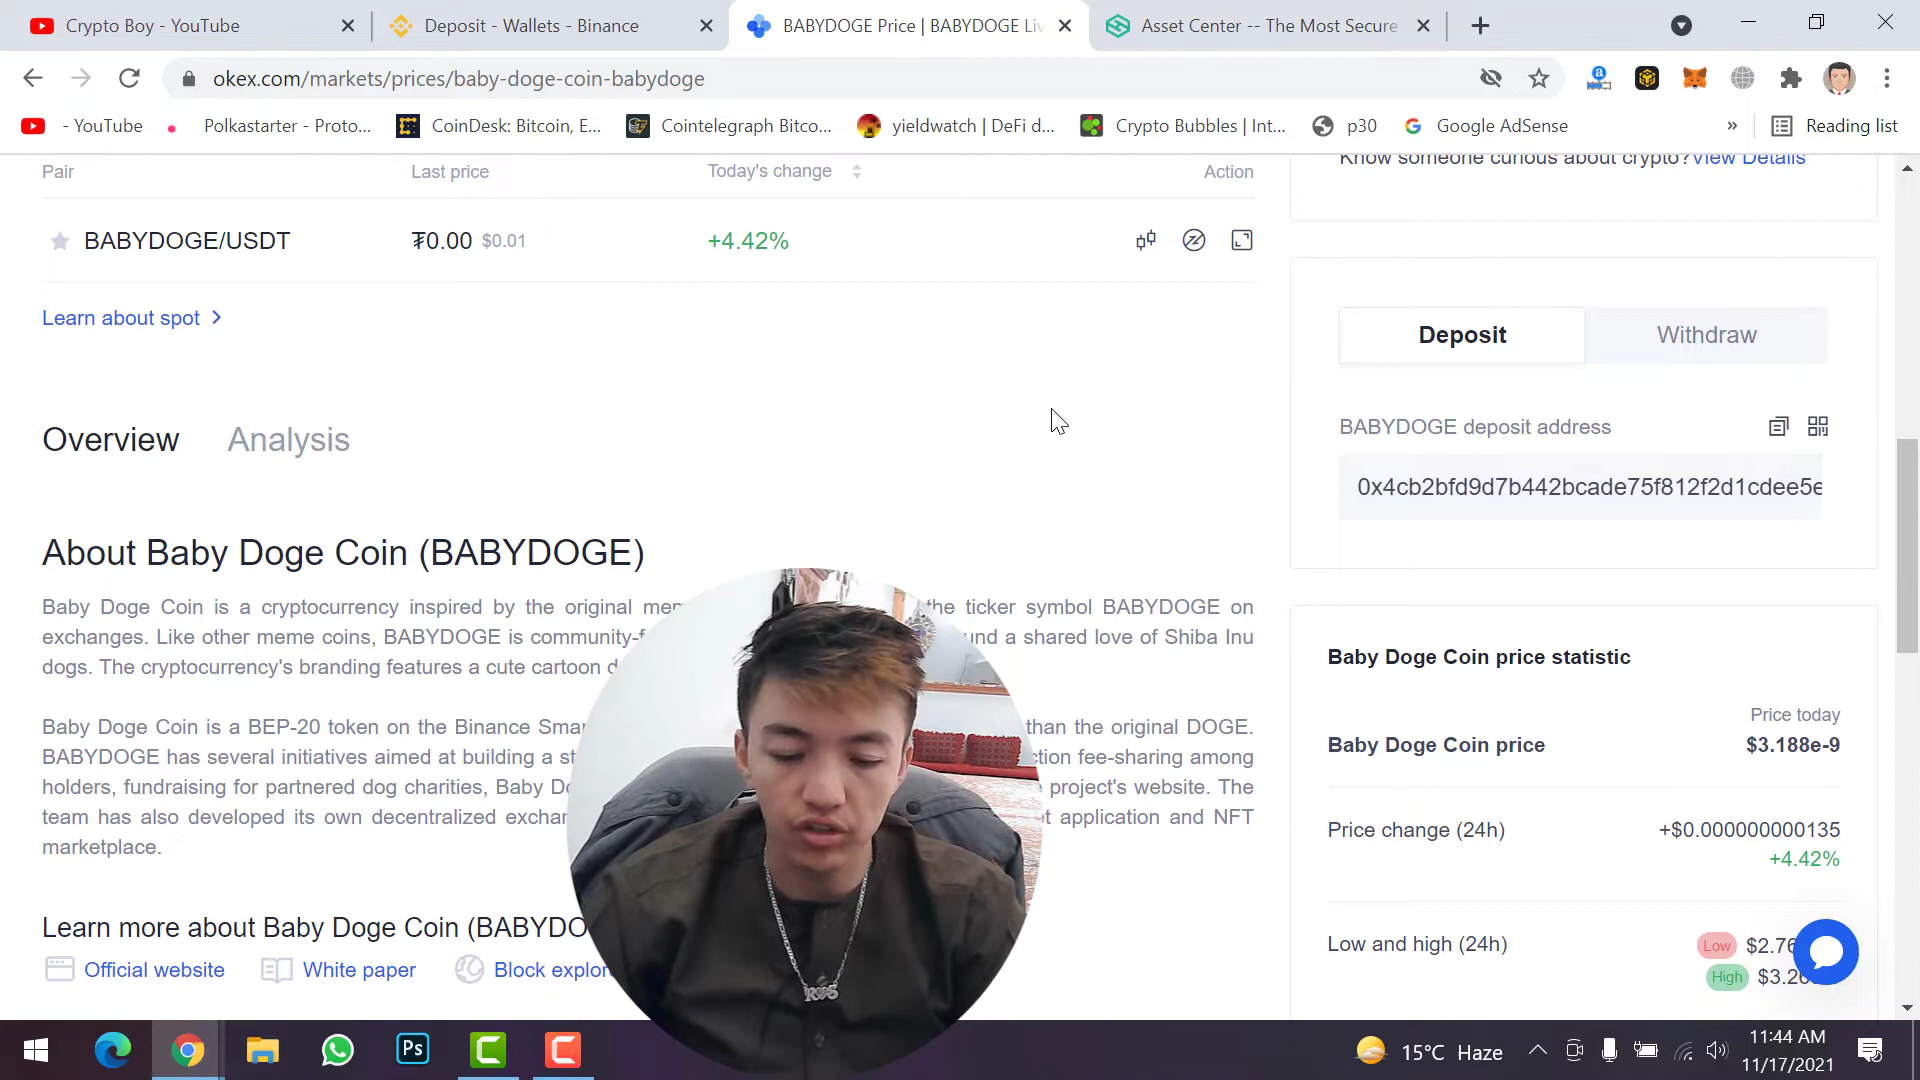 Crypto Boy - YouTube
Deposit - Wallets - Binance
BABYDOGE Price | BABYDOGE Liv
Asset Center -- The Most Secure
okex.com/markets/prices/baby-doge-coin-babydoge
- YouTube
Polkastarter - Proto...
CoinDesk: Bitcoin, E...
Cointelegraph Bitco...
yieldwatch | DeFi d...
Crypto Bubbles | Int...
p30
Google AdSense
»
Reading list
Pair
Last price
Today's change
Action
Know someone curious about crypto?View Details
BABYDOGE/USDT
₮0.00 $0.01
+4.42%
Learn about spot
Deposit
Withdraw
BABYDOGE deposit address
0x4cb2bfd9d7b442bcade75f812f2d1cdee5e
Overview
Analysis
About Baby Doge Coin (BABYDOGE)
Baby Doge Coin is a cryptocurrency inspired by the original the ticker symbol BABYDOGE on
exchanges. Like other meme coins, BABYDOGE is a shared love of Shiba Inu
dogs. The cryptocurrency's branding features a cute cartoon
Baby Doge Coin is a BEP-20 token on the Binance than the original DOGE.
BABYDOGE has several initiatives aimed at building a fee-sharing among
holders, fundraising for partnered dog charities, Baby project's website. The
team has also developed its own decentralized application and NFT
marketplace.
Learn more about Baby Doge Coin (BABYDO
Official website
White paper
Block explor
Baby Doge Coin price statistic
Price today
Baby Doge Coin price
$3.188e-9
Price change (24h)
+$0.000000000135
+4.42%
Low and high (24h)
Low $2.76
High $3.26
RS
Ps
15°C Haze
11:44 AM
11/17/2021